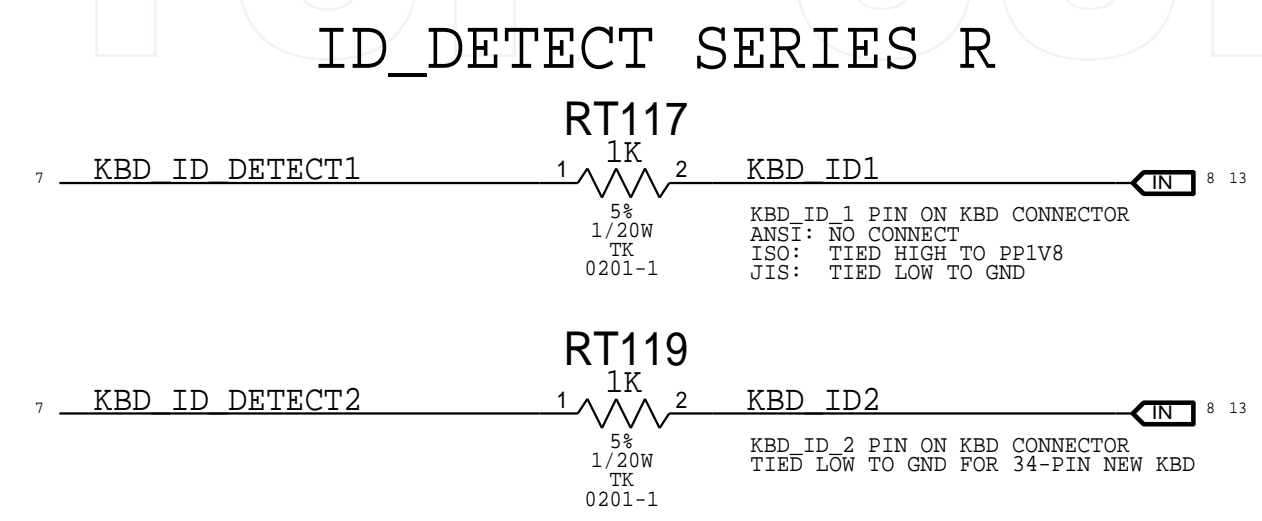 ID_DETECT SERIES R
RT117
1K
7 KBD_ID_DETECT1 1 2 KBD_ID1 IN 8 13
5%
1/20W
TK
0201-1
KBD_ID_1 PIN ON KBD CONNECTOR
ANSI: NO CONNECT
ISO: TIED HIGH TO PP1V8
JIS: TIED LOW TO GND
RT119
1K
7 KBD_ID_DETECT2 1 2 KBD_ID2 IN 8 13
5%
1/20W
TK
0201-1
KBD_ID_2 PIN ON KBD CONNECTOR
TIED LOW TO GND FOR 34-PIN NEW KBD